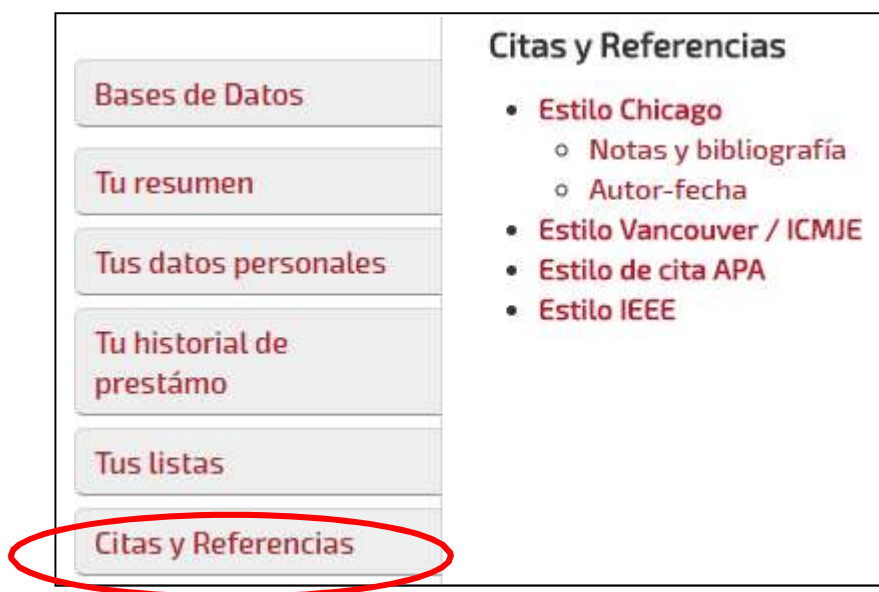 Bases de Datos
Tu resumen
Tus datos personales
Tu historial de
prestámo
Tus listas
Citas y Referencias
Citas y Referencias
Estilo Chicago
Notas y bibliografía
Autor-fecha
Estilo Vancouver / ICMJE
Estilo de cita APA
Estilo IEEE